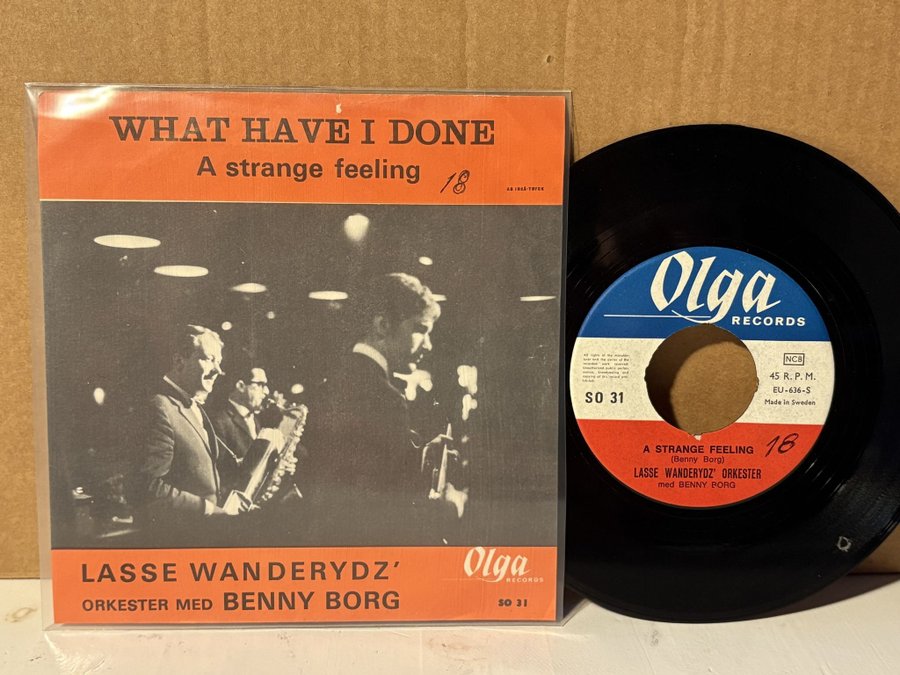 WHAT HAVE I DONE
A strange feeling
18
LASSE WANDERYDZ'
ORKESTER MED BENNY BORG
Olga
RECORDS
SO 31
Olga
RECORDS
NCB
45 R. P. M.
EU-636-S
Made in Sweden
SO 31
A STRANGE FEELING
(Benny Borg)
18
LASSE WANDERYDZ' ORKESTER
med BENNY BORG